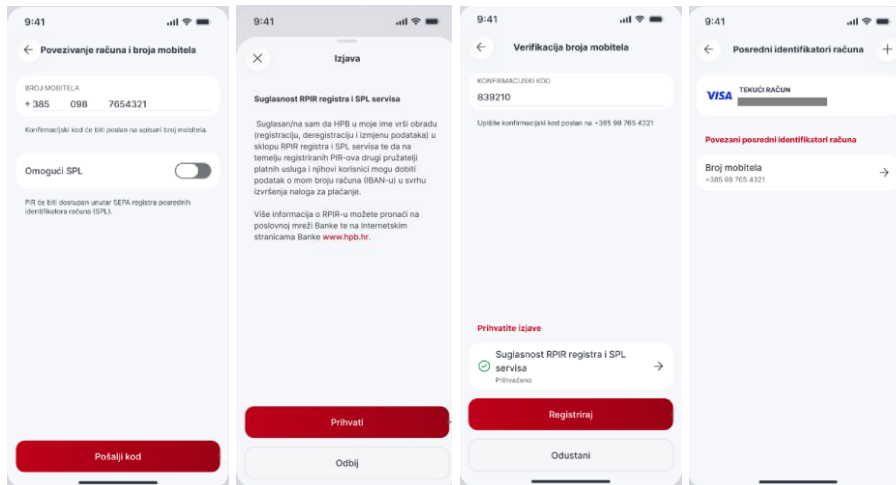 9:41
Povezivanje računa i broja mobitela
BROJ MOBITELA
+ 385 098 7654321
Konfirmacijski kod će biti poslan na upisani broj mobitela.
Omogući SPL
PIR će biti dostupan unutar SEPA registra posrednih
identifikatora računa (SPL).
Pošalji kod
9:41
Izjava
Suglasnost RPIR registra i SPL servisa
Suglasan/na sam da HPB u moje ime vrši obradu
(registraciju, deregistraciju i izmjenu podataka) u
sklopu RPIR registra i SPL servisa te da na
temelju registriranih PIR-ova drugi pružatelji
platnih usluga i njihovi korisnici mogu dobiti
podatak o mom broju računa (IBAN-u) u svrhu
izvršenja naloga za plaćanje.
Više informacija o RPIR-u možete pronaći na
poslovnoj mreži Banke te na internetskim
stranicama Banke www.hpb.hr.
Prihvati
Odbij
9:41
Verifikacija broja mobitela
KONFIRMACIJSKI KOD
839210
Upišite konfirmacijski kod poslan na +385 98 765 4321
Prihvatite izjave
Suglasnost RPIR registra i SPL
servisa
Prihvaćeno
Registriraj
Odustani
9:41
Posredni identifikatori računa
VISA TEKUĆI RAČUN
Povezani posredni identifikatori računa
Broj mobitela
+385 98 765 4321